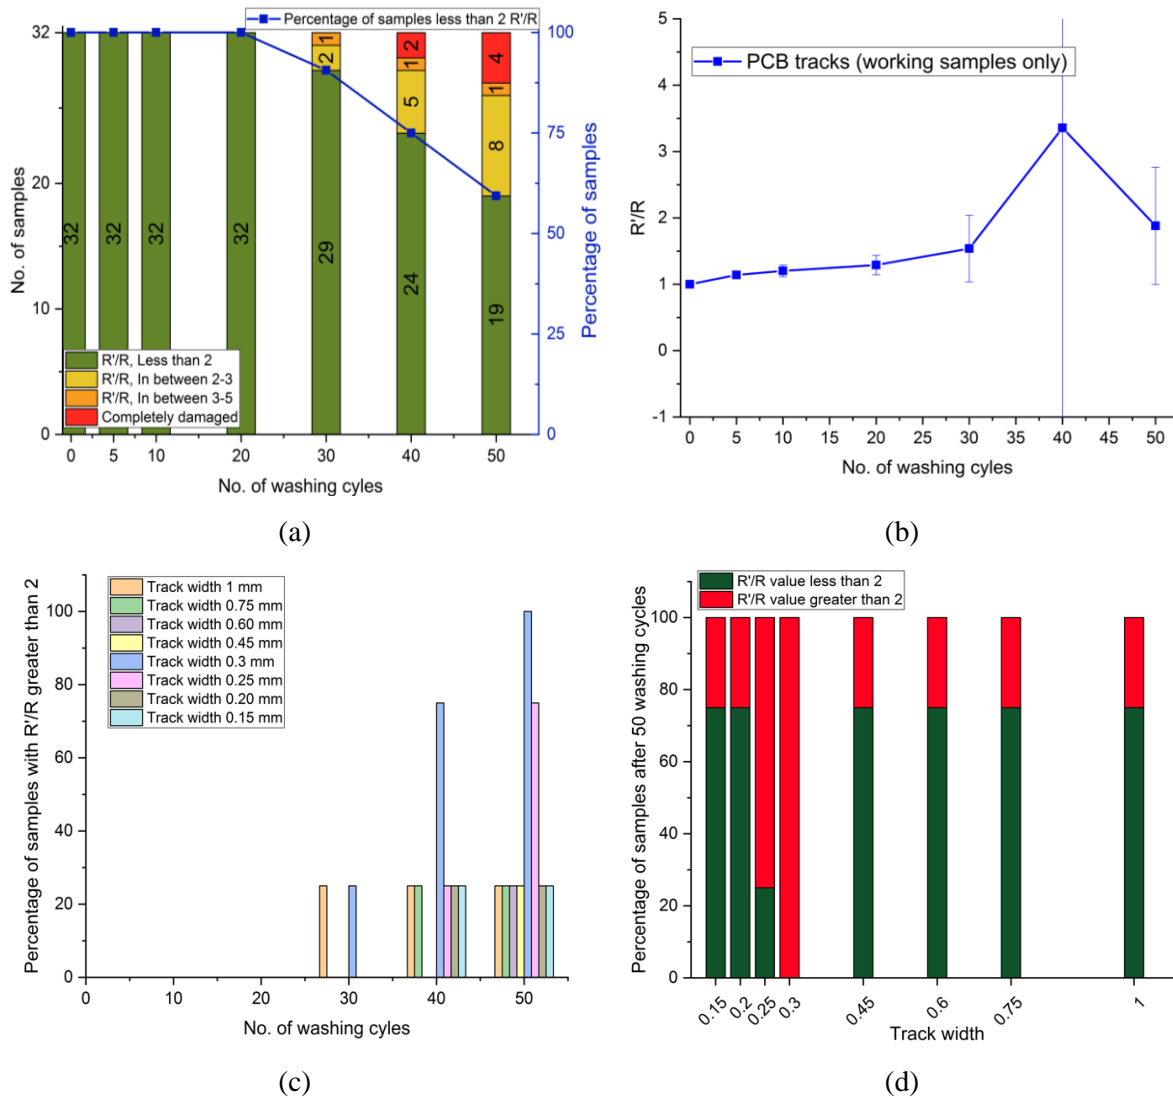 Percentage of samples less than 2 R'/R
No. of samples
32
20
10
0
32
32
32
32
29
2
1
24
5
1
2
19
8
1
4
R'/R, Less than 2
R'/R, In between 2-3
R'/R, In between 3-5
Completely damaged
100
75
50
25
0
Percentage of samples
0 5 10 20 30 40 50
No. of washing cyles
(a)
PCB tracks (working samples only)
R'/R
5
4
3
2
1
0
-1
0 5 10 15 20 25 30 35 40 45 50
No. of washing cyles
(b)
Percentage of samples with R'/R greater than 2
100
80
60
40
20
0
Track width 1 mm
Track width 0.75 mm
Track width 0.60 mm
Track width 0.45 mm
Track width 0.3 mm
Track width 0.25 mm
Track width 0.20 mm
Track width 0.15 mm
0 10 20 30 40 50
No. of washing cyles
(c)
R'/R value less than 2
R'/R value greater than 2
Percentage of samples after 50 washing cycles
100
80
60
40
20
0
0.15 0.2 0.25 0.3 0.45 0.6 0.75 1
Track width
(d)